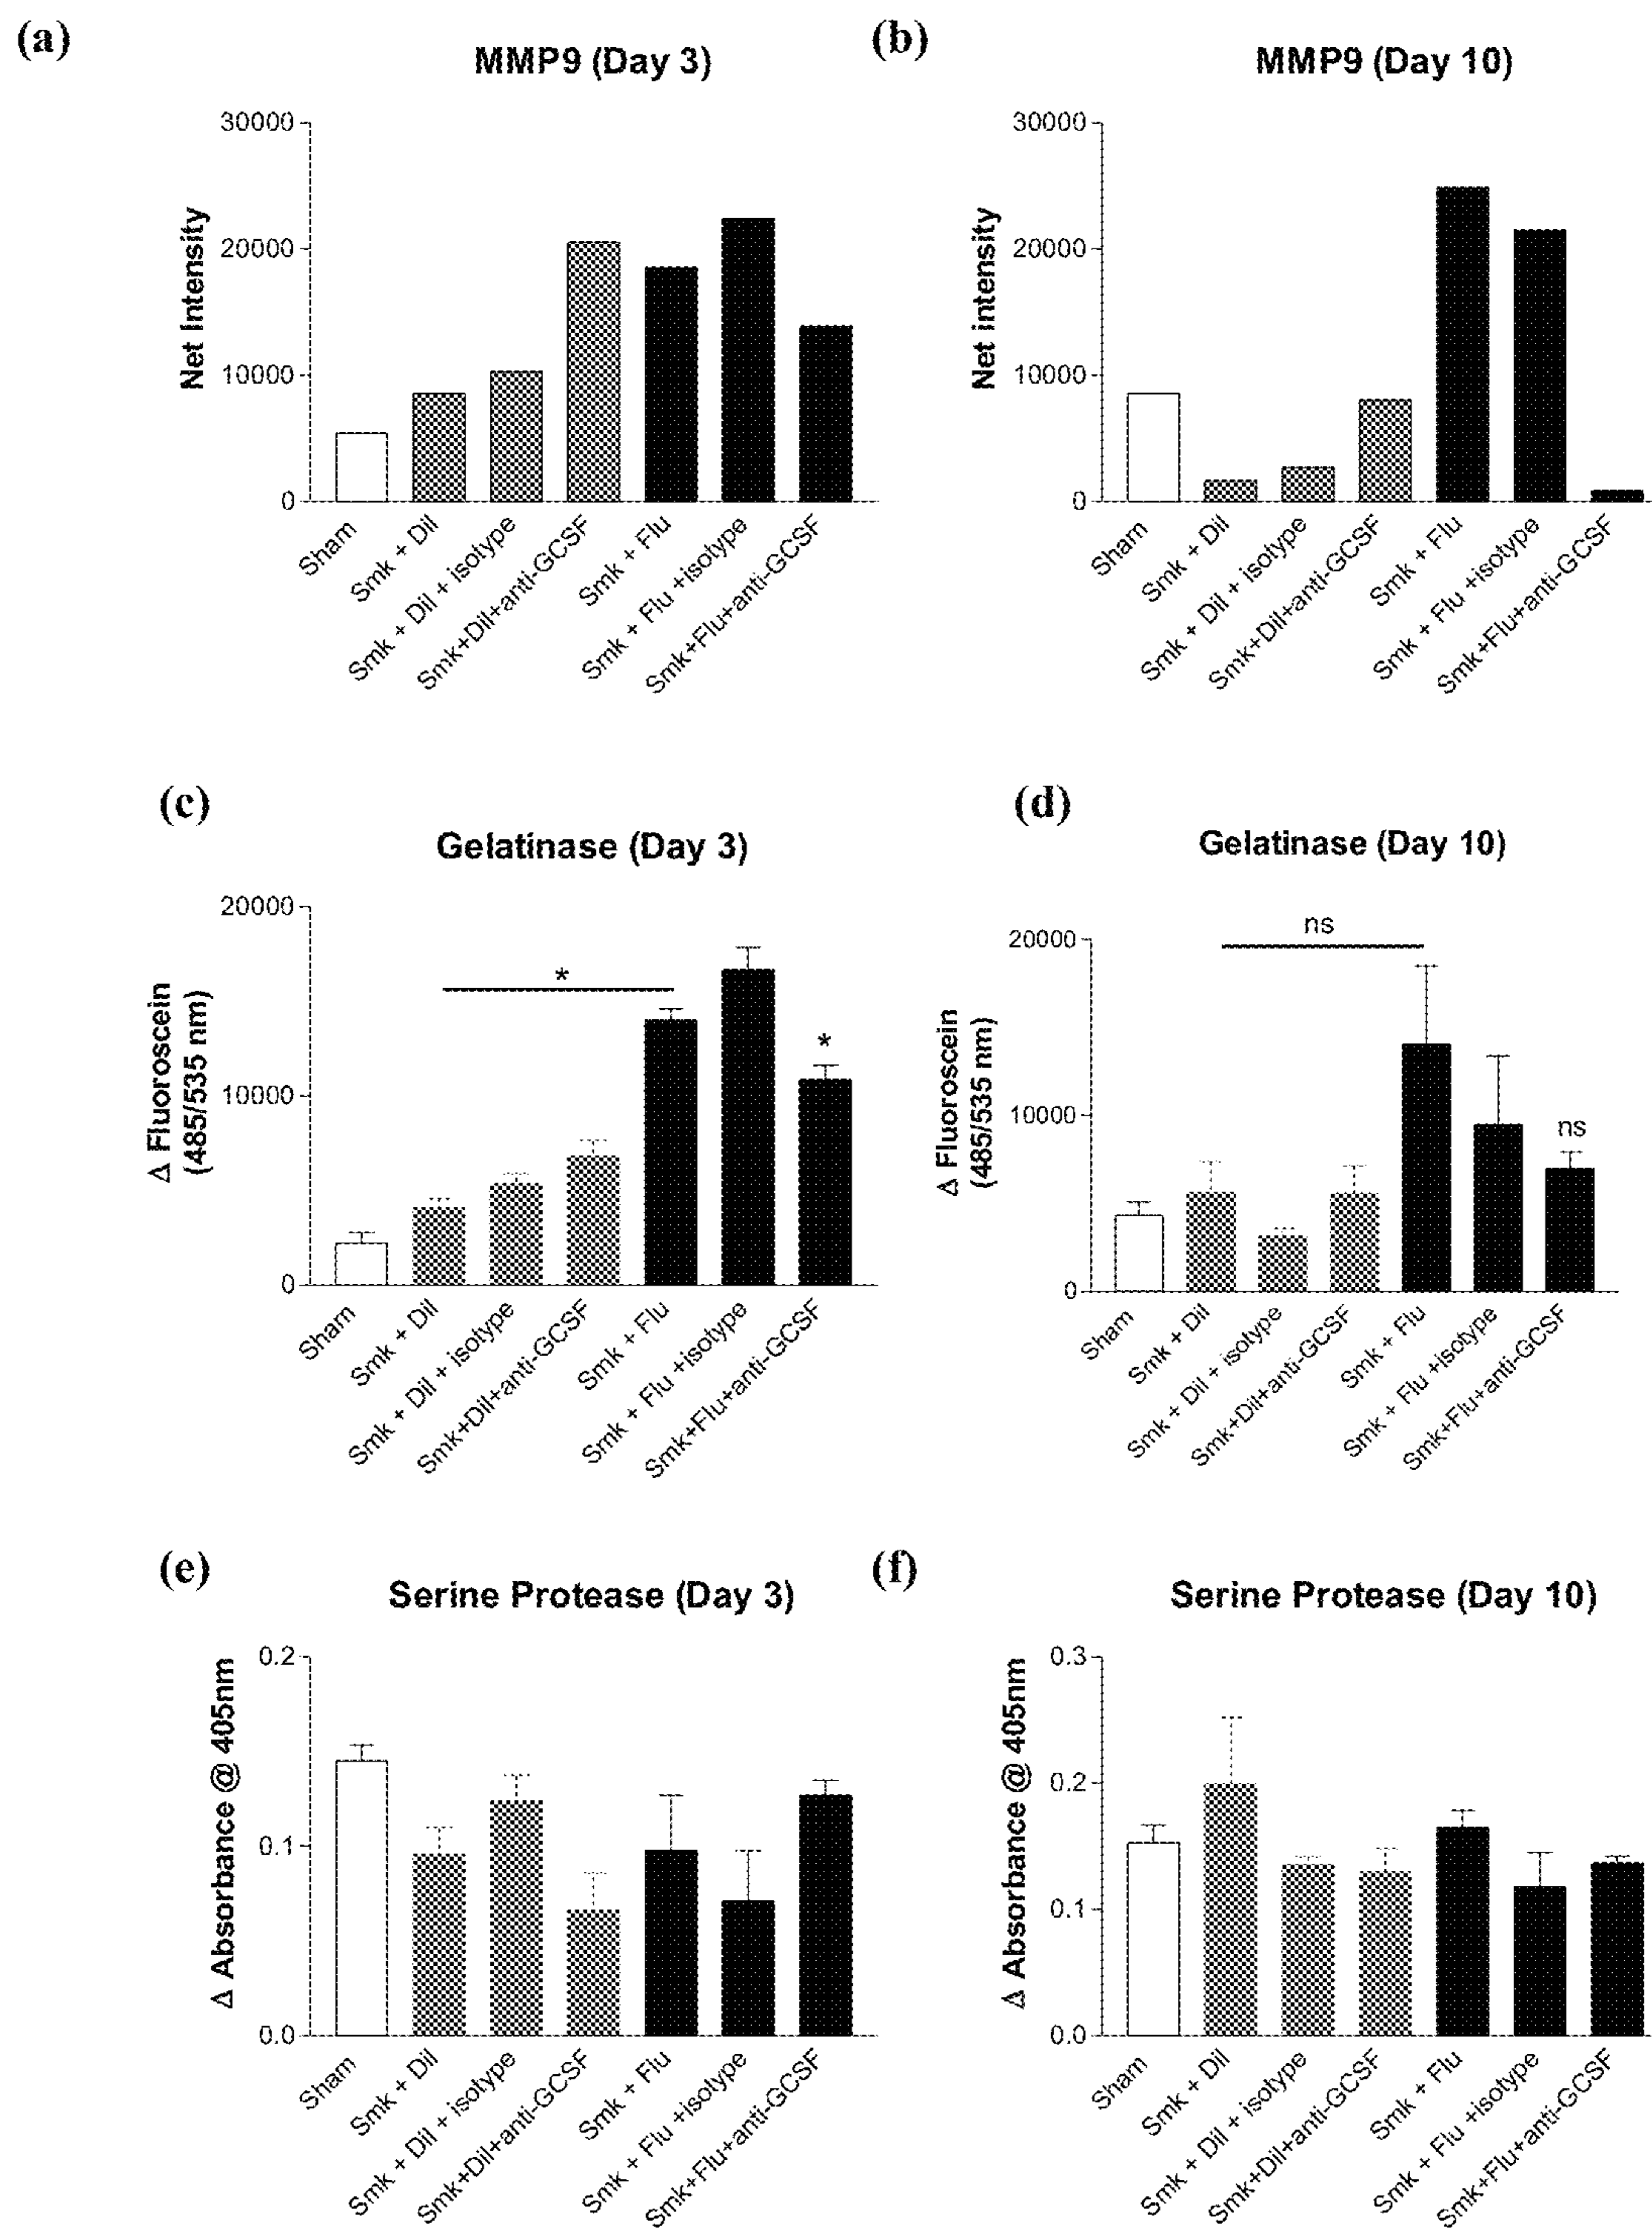 (a)
MMP9 (Day 3)
Net Intensity
30000
20000
10000
0
Sham
Smk + Dil
Smk + Dil + isotype
Smk+Dil+anti-GCSF
Smk + Flu
Smk + Flu +isotype
Smk+Flu+anti-GCSF
(b)
MMP9 (Day 10)
Net intensity
30000
20000
10000
0
Sham
Smk + Dil
Smk + Dil + isotype
Smk+Dil+anti-GCSF
Smk + Flu
Smk + Flu +isotype
Smk+Flu+anti-GCSF
(c)
Gelatinase (Day 3)
Δ Fluoroscein
(485/535 nm)
20000
10000
0
*
*
Sham
Smk + Dil
Smk + Dil + isotype
Smk+Dil+anti-GCSF
Smk + Flu
Smk + Flu +isotype
Smk+Flu+anti-GCSF
(d)
Gelatinase (Day 10)
Δ Fluoroscein
(485/535 nm)
20000
10000
0
ns
ns
Sham
Smk + Dil
Smk + Dil + isotype
Smk+Dil+anti-GCSF
Smk + Flu
Smk + Flu +isotype
Smk+Flu+anti-GCSF
(e)
Serine Protease (Day 3)
Δ Absorbance @ 405nm
0.2
0.1
0.0
Sham
Smk + Dil
Smk + Dil + isotype
Smk+Dil+anti-GCSF
Smk + Flu
Smk + Flu +isotype
Smk+Flu+anti-GCSF
(f)
Serine Protease (Day 10)
Δ Absorbance @ 405nm
0.3
0.2
0.1
0.0
Sham
Smk + Dil
Smk + Dil + isotype
Smk+Dil+anti-GCSF
Smk + Flu
Smk + Flu +isotype
Smk+Flu+anti-GCSF